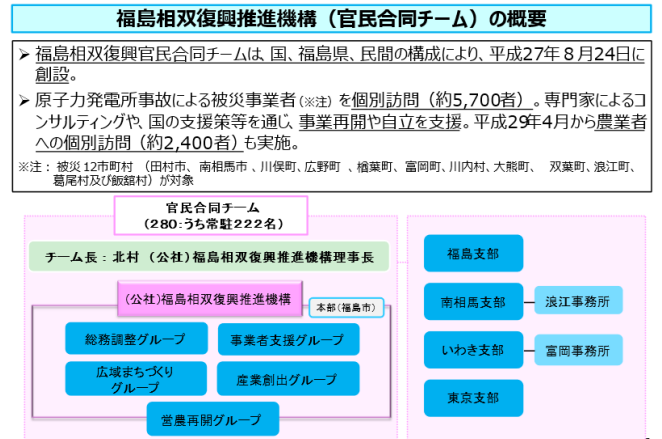 福島相双復興推進機構（官民合同チーム）の概要
➢ 福島相双復興官民合同チームは、国、福島県、民間の構成により、平成27年８月24日に
創設。
➢ 原子力発電所事故による被災事業者（※注）を個別訪問（約5,700者）。専門家によるコ
ンサルティングや、国の支援策等を通じ、事業再開や自立を支援。平成29年4月から農業者
への個別訪問（約2,400者）も実施。
※注： 被災12市町村 （田村市、 南相馬市 、川俣町、広野町 、 楢葉町、 富岡町、川内村、大熊町、 双葉町、浪江町、
葛尾村及び飯舘村）が対象
官民合同チーム
（280：うち常駐222名）
チーム長：北村 （公社）福島相双復興推進機構理事長
（公社）福島相双復興推進機構
本部（福島市）
総務調整グループ
事業者支援グループ
広域まちづくり
グループ
産業創出グループ
営農再開グループ
福島支部
南相馬支部
浪江事務所
いわき支部
富岡事務所
東京支部